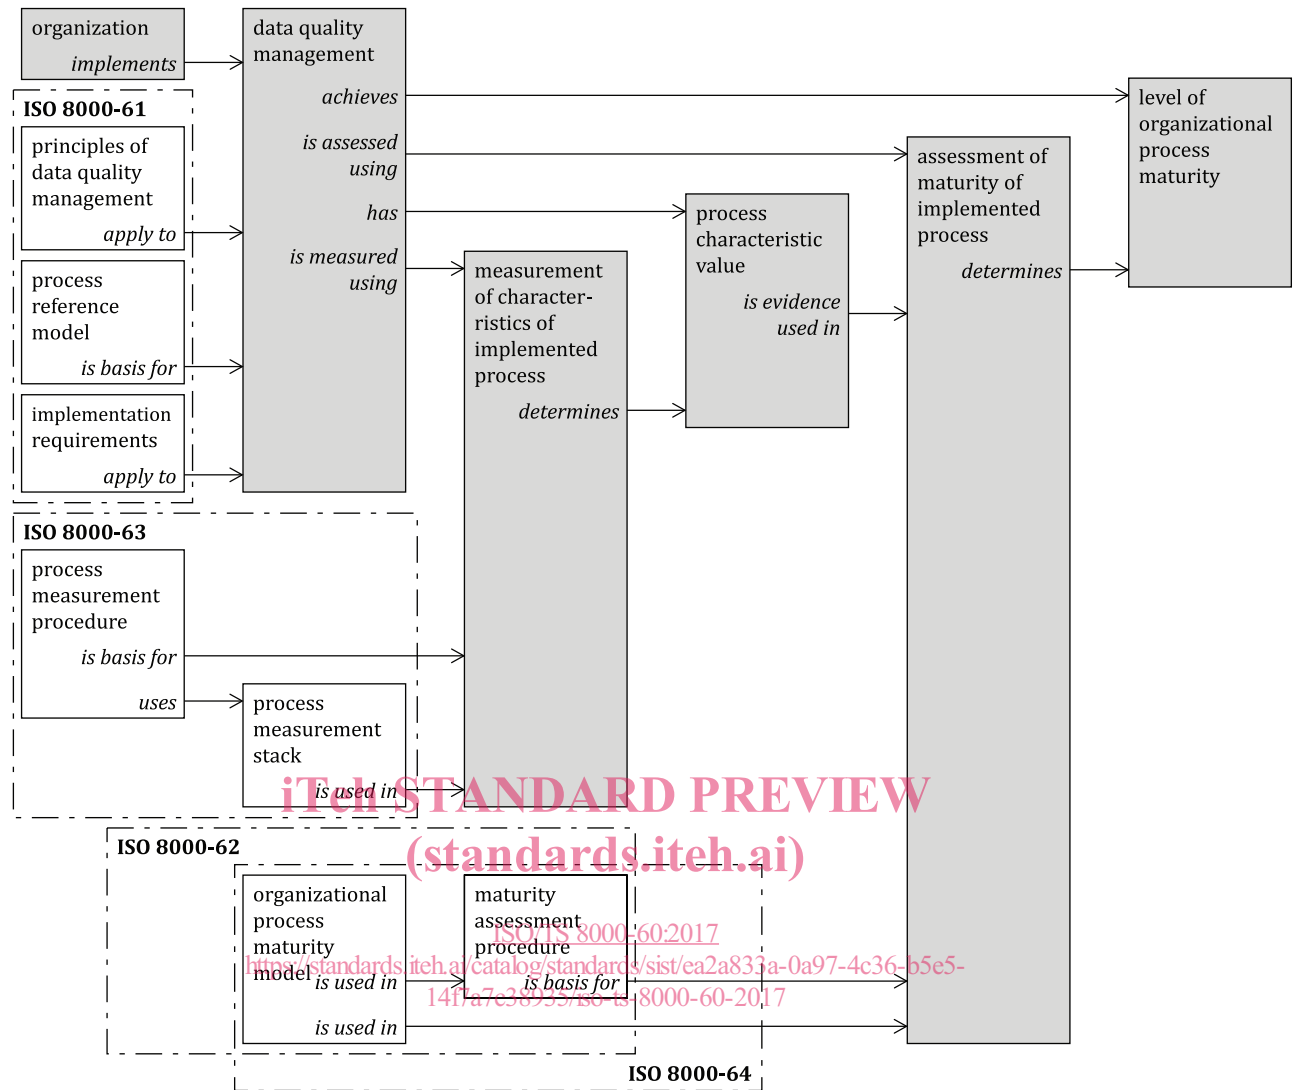 organization
implements
data quality
management
achieves
is assessed
using
has
is measured
using
level of
organizational
process
maturity
assessment of
maturity of
implemented
process
determines
process
characteristic
value
is evidence
used in
measurement
of character-
ristics of
implemented
process
determines
ISO 8000-61
principles of
data quality
management
apply to
process
reference
model
is basis for
implementation
requirements
apply to
ISO 8000-63
process
measurement
procedure
is basis for
uses
process
measurement
stack
is used in
iTeh STANDARD PREVIEW
(standards.iteh.ai)
ISO 8000-62
organizational
process
maturity
model
is used in
is used in
maturity
assessment
procedure
is basis for
ISO/TS 8000-60:2017
https://standards.iteh.ai/catalog/standards/sist/ea2a833a-0a97-4c36-b5e5-
14f7a7c38935/iso-ts-8000-60-2017
ISO 8000-64